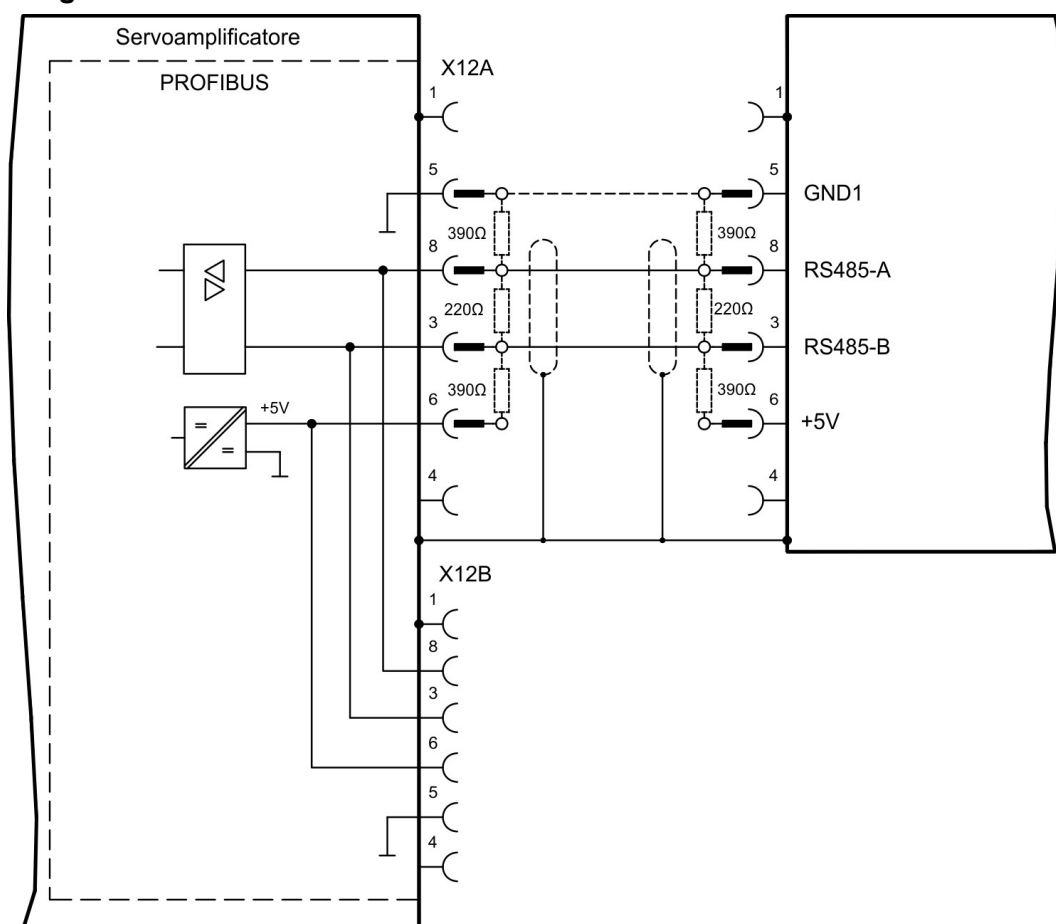 Servoamplificatore
PROFIBUS
X12A
1
1
5
5
GND1
390Ω
390Ω
8
8
RS485-A
220Ω
220Ω
3
3
RS485-B
390Ω
390Ω
6
6
+5V
+5V
=
=
4
4
X12B
1
8
3
6
5
4